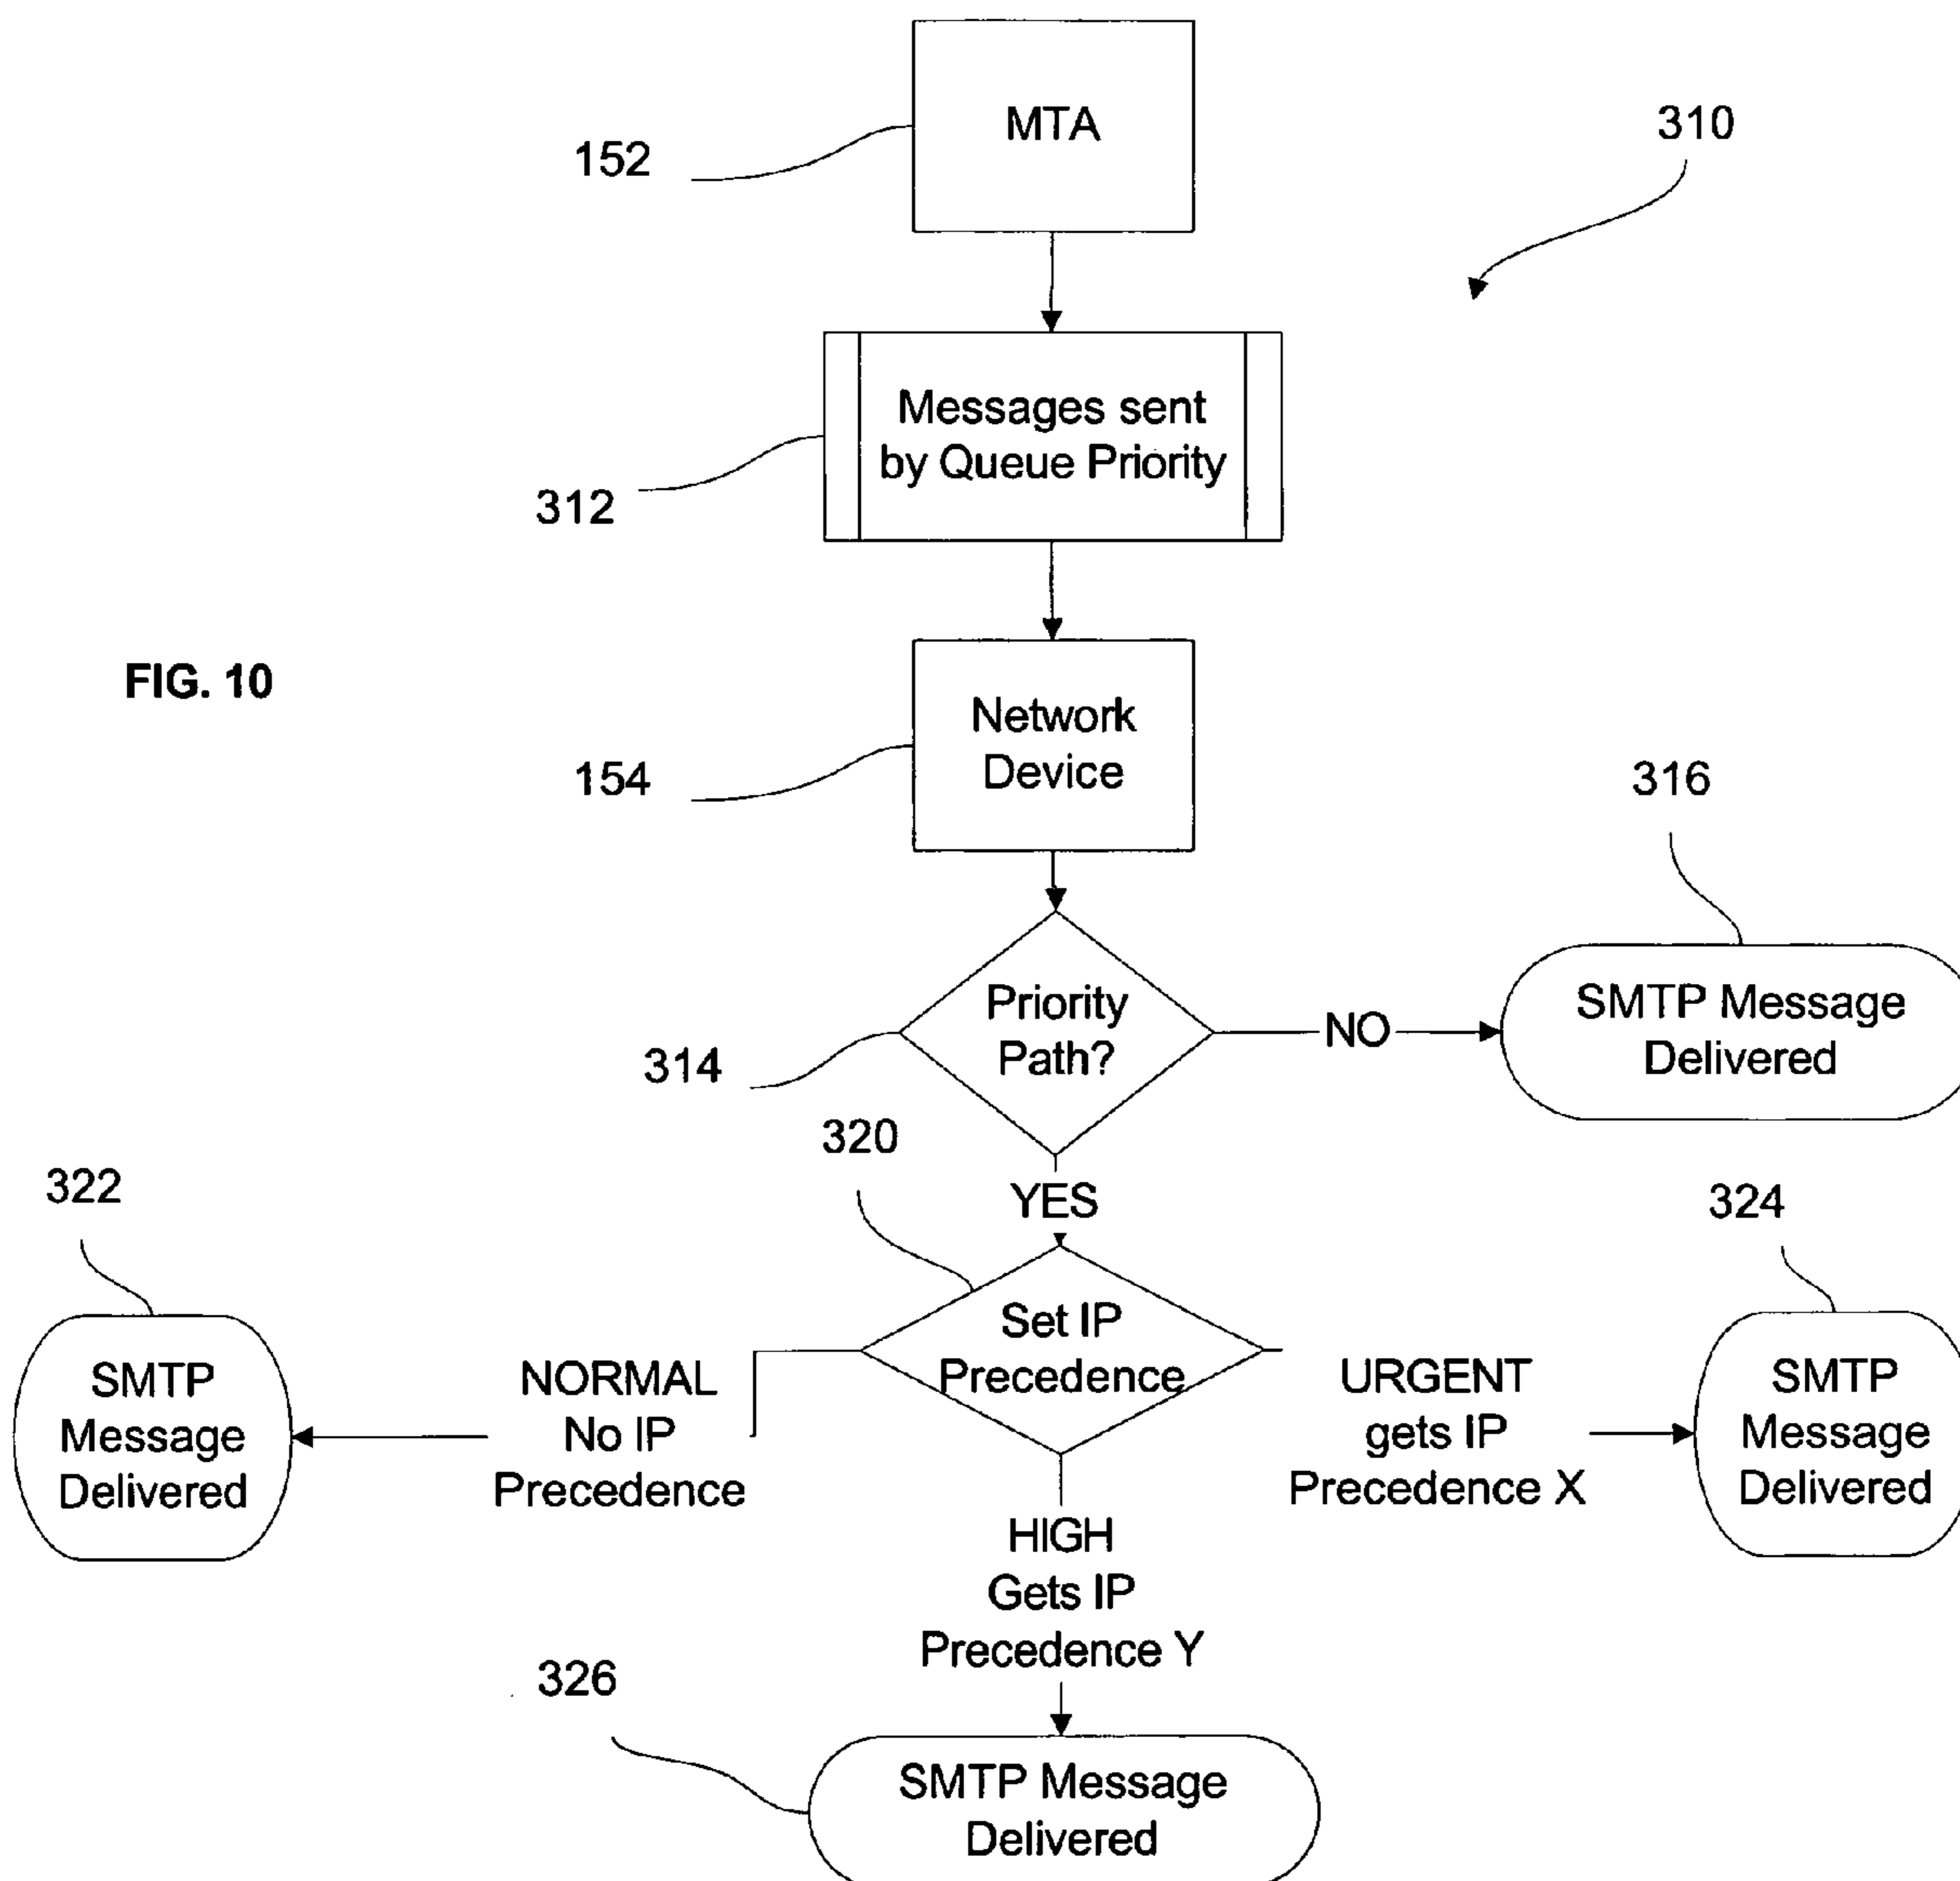 MTA
152
310
Messages sent
by Queue Priority
312
FIG. 10
Network
Device
154
316
Priority
Path?
NO
SMTP Message
Delivered
314
320
YES
322
324
Set IP
Precedence
SMTP
Message
Delivered
NORMAL
No IP
Precedence
URGENT
gets IP
Precedence X
SMTP
Message
Delivered
HIGH
Gets IP
Precedence Y
326
SMTP Message
Delivered